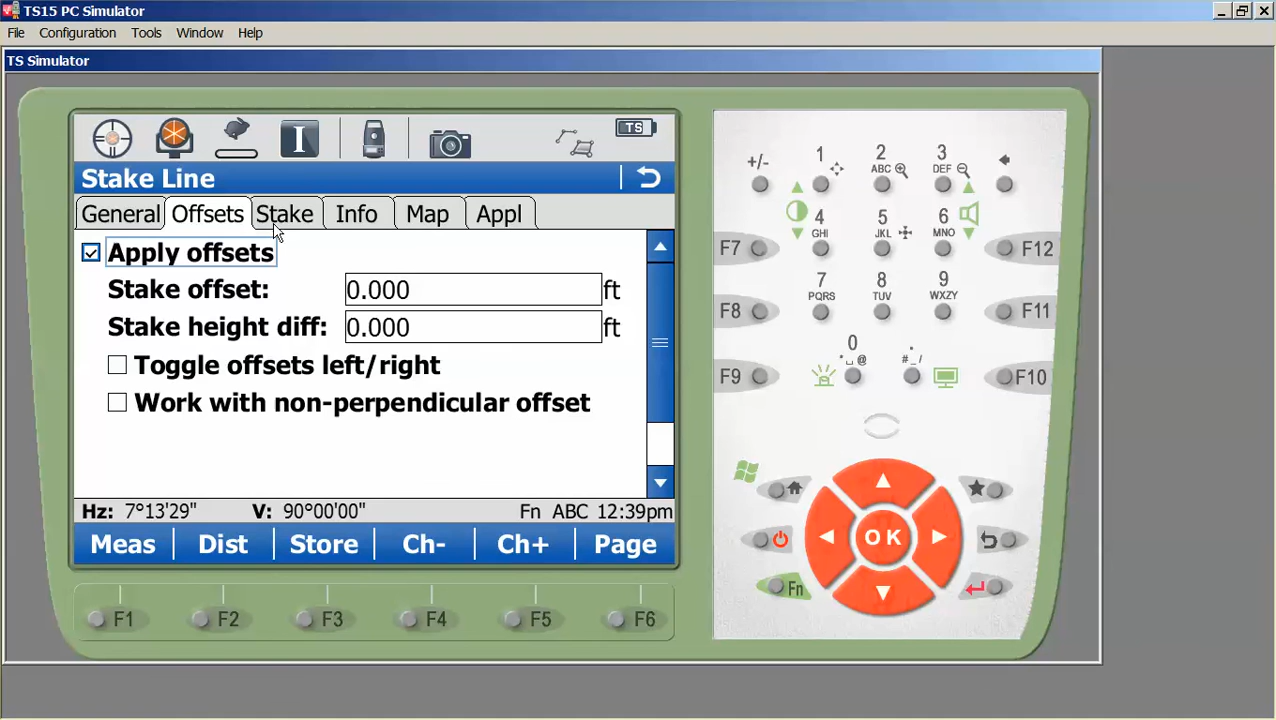 TS15 PC Simulator
File Configuration Tools Window Help
TS Simulator
I TS
Stake Line
General Offsets Stake Info Map Appl
Apply offsets
Stake offset: 0.000 ft
Stake height diff: 0.000 ft
Toggle offsets left/right
Work with non-perpendicular offset
Hz: 7°13'29" V: 90°00'00" Fn ABC 12:39pm
Meas Dist Store Ch- Ch+ Page
F1 F2 F3 F4 F5 F6
+/- 1 2 ABC 3 DEF
F7 4 GHI 5 JKL 6 MNO F12
F8 7 PQRS 8 TUV 9 WXZY F11
F9 0 *␣@ . #_/ F10
OK
Fn